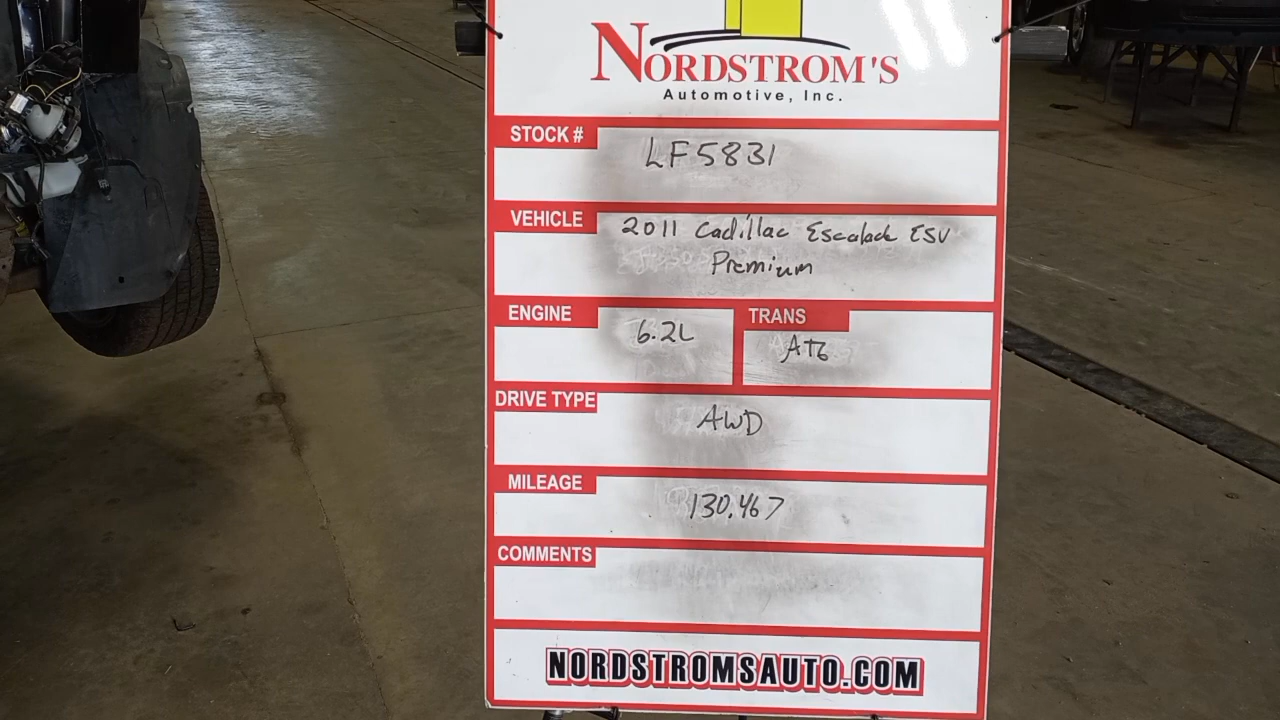 NORDSTROM'S
Automotive, Inc.
STOCK #
LF5831
VEHICLE
2011 Cadillac Escalade ESV
Premium
ENGINE
6.2L
TRANS
AT6
DRIVE TYPE
AWD
MILEAGE
130,467
COMMENTS
NORDSTROMSAUTO.COM